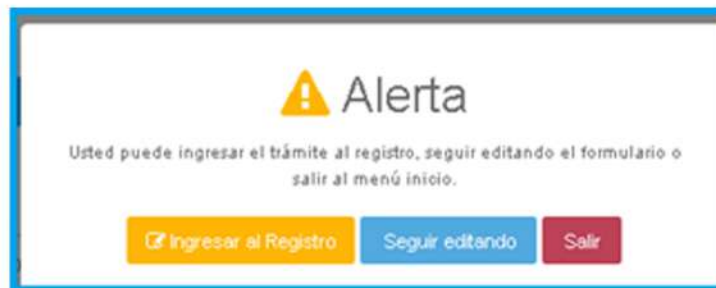 Alerta
Usted puede ingresar el trámite al registro, seguir editando el formulario o
salir al menú inicio.
Ingresar al Registro Seguir editando Salir